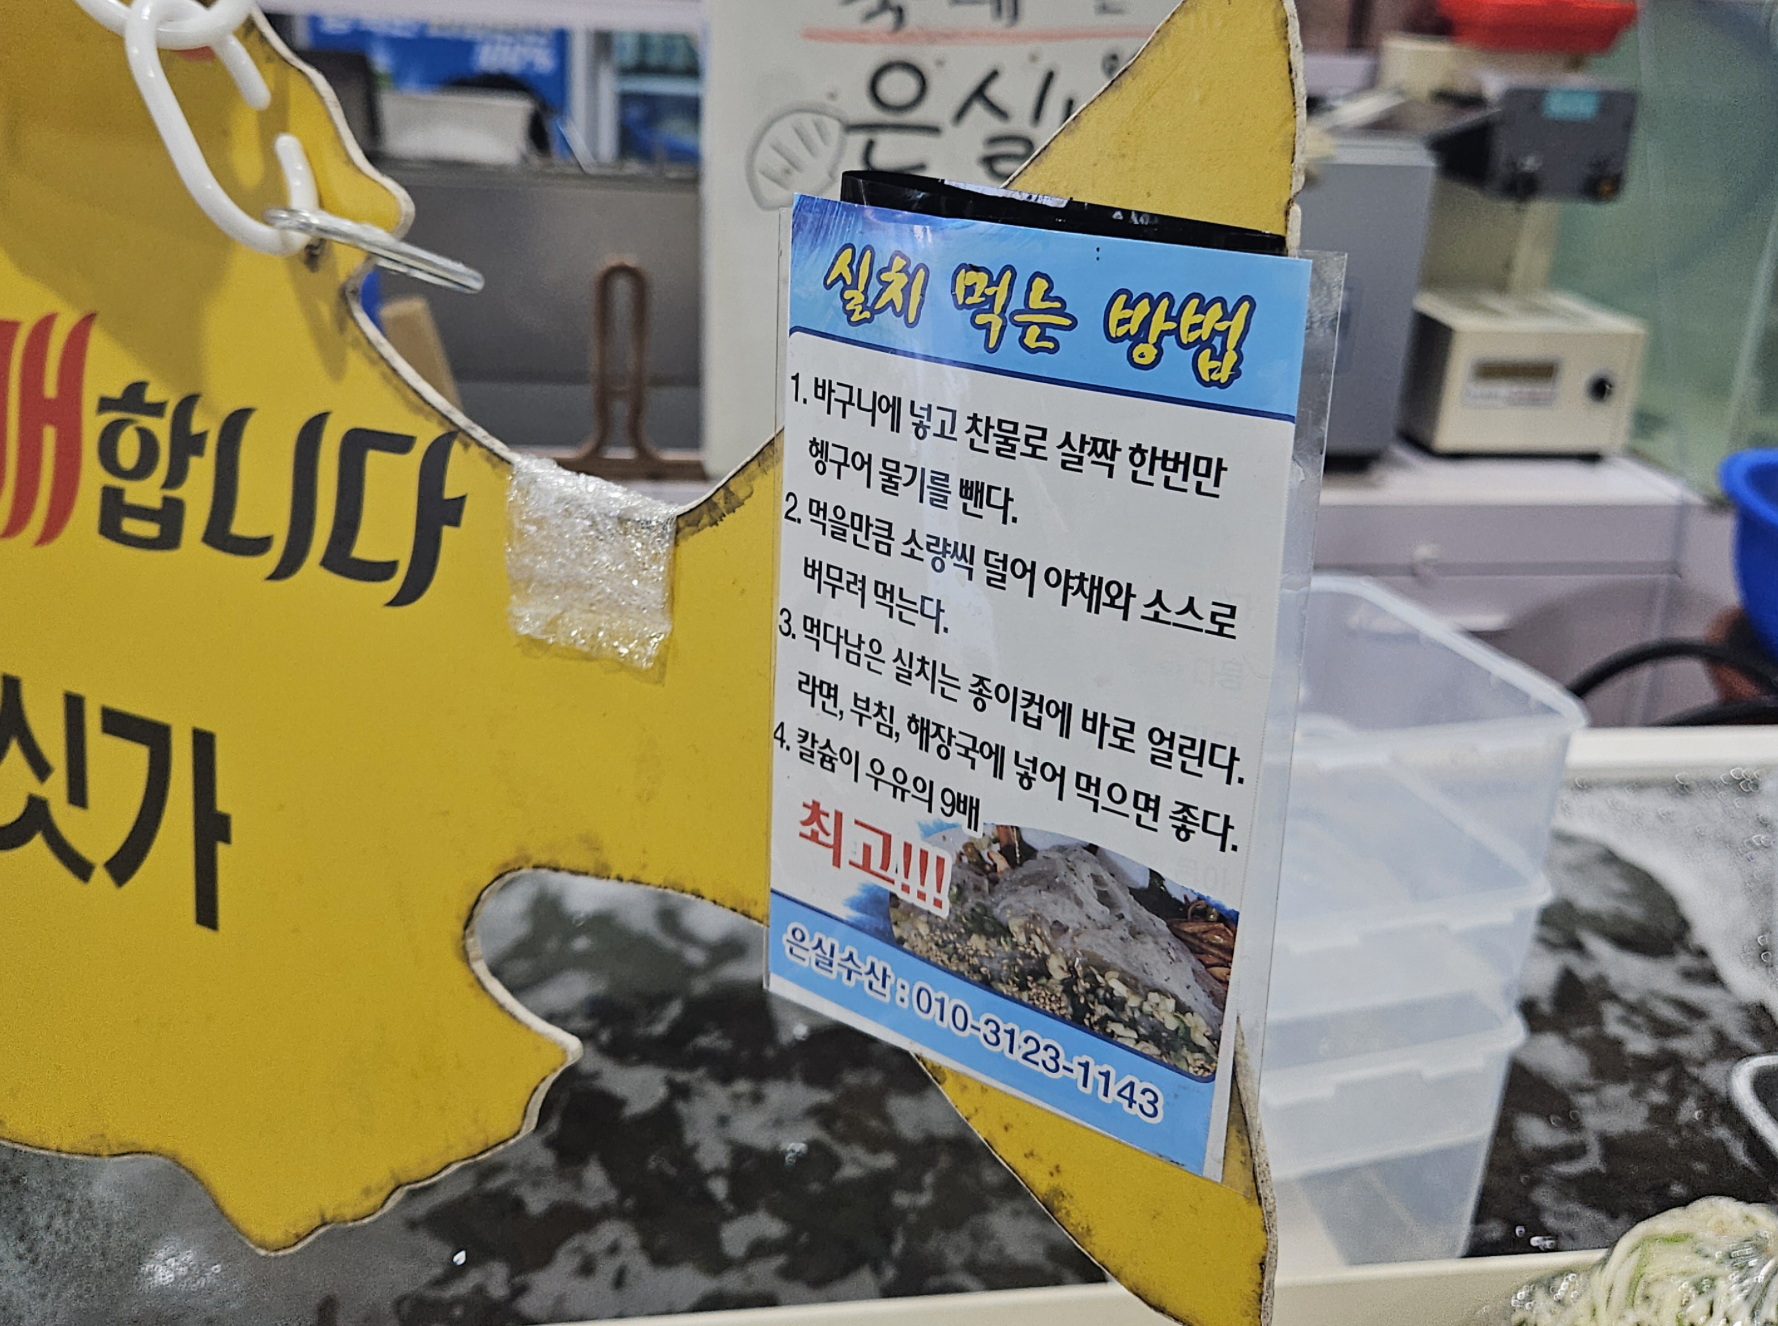 100%
은실
합니다
싯가
실치 먹는 방법
1. 바구니에 넣고 찬물로 살짝 한번만
헹구어 물기를 뺀다.
2. 먹을만큼 소량씩 덜어 야채와 소스로
버무려 먹는다.
3. 먹다남은 실치는 종이컵에 바로 얼린다.
라면, 부침, 해장국에 넣어 먹으면 좋다.
4. 칼슘이 우유의 9배
최고!!!
은실수산 : 010-3123-1143